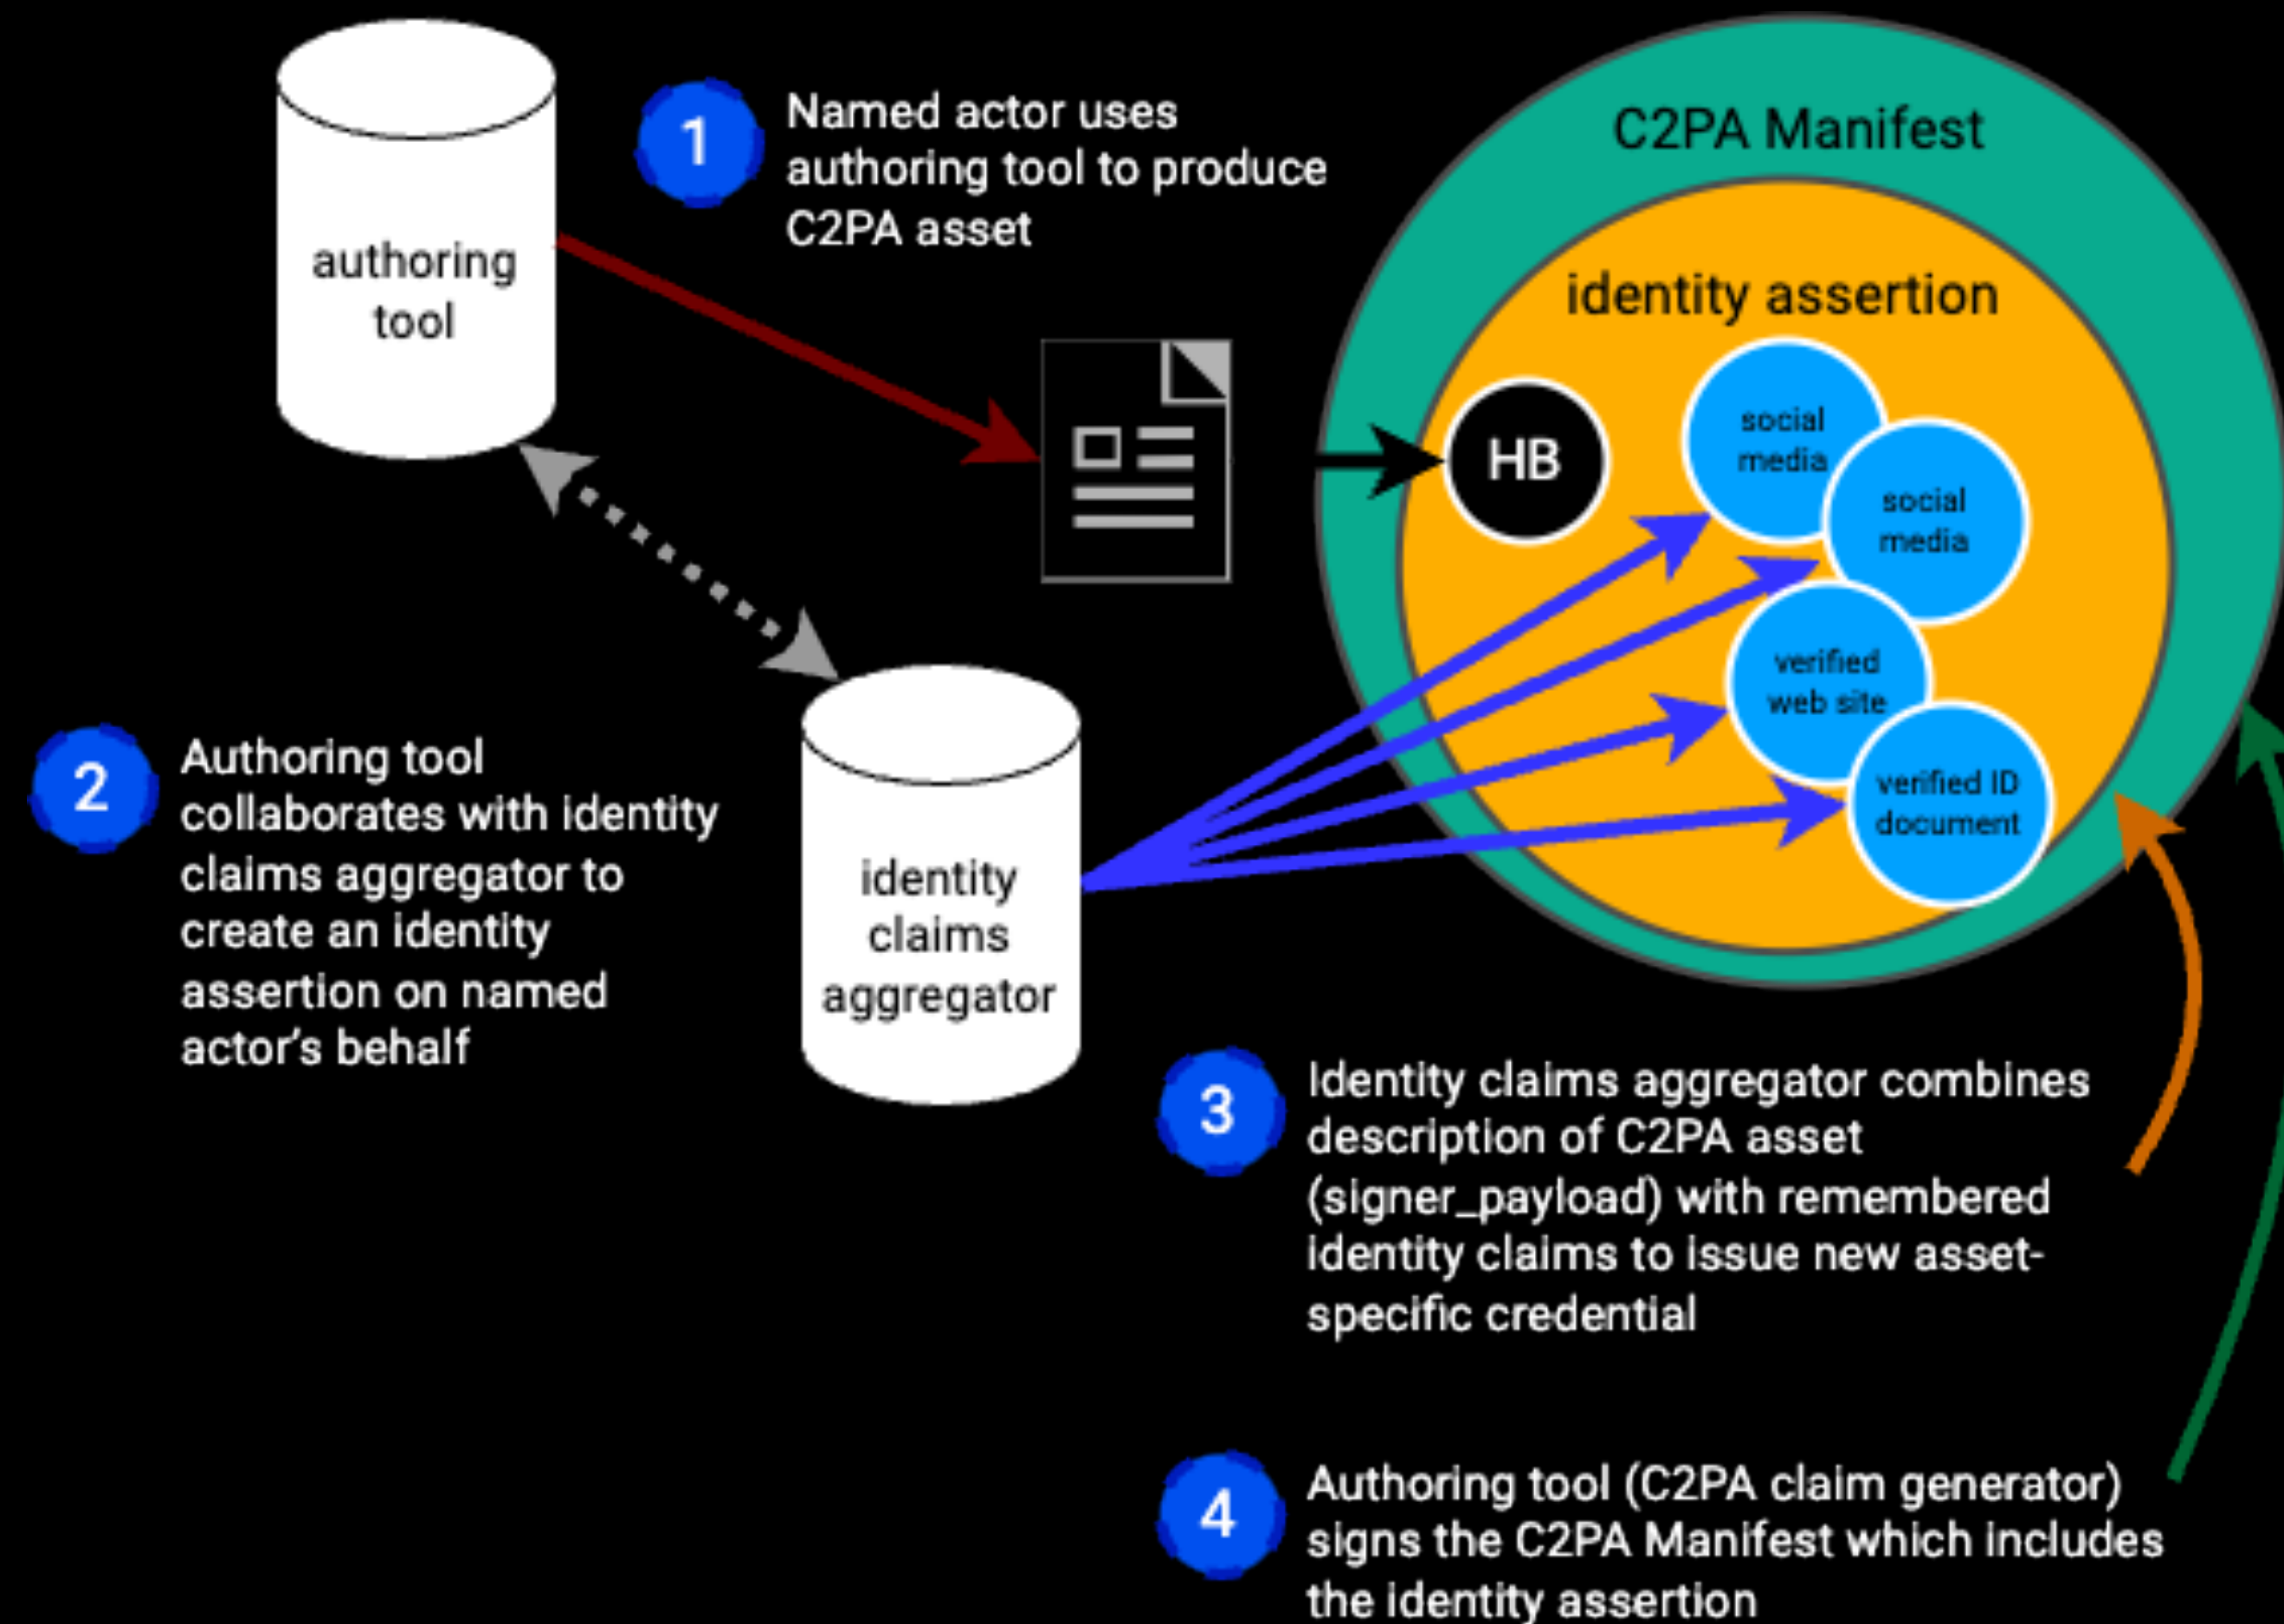 authoring
tool
1
Named actor uses
authoring tool to produce
C2PA asset
C2PA Manifest
identity assertion
HB
social
media
social
media
verified
web site
verified ID
document
2
Authoring tool
collaborates with identity
claims aggregator to
create an identity
assertion on named
actor’s behalf
identity
claims
aggregator
3
Identity claims aggregator combines
description of C2PA asset
(signer_payload) with remembered
identity claims to issue new asset-
specific credential
4
Authoring tool (C2PA claim generator)
signs the C2PA Manifest which includes
the identity assertion